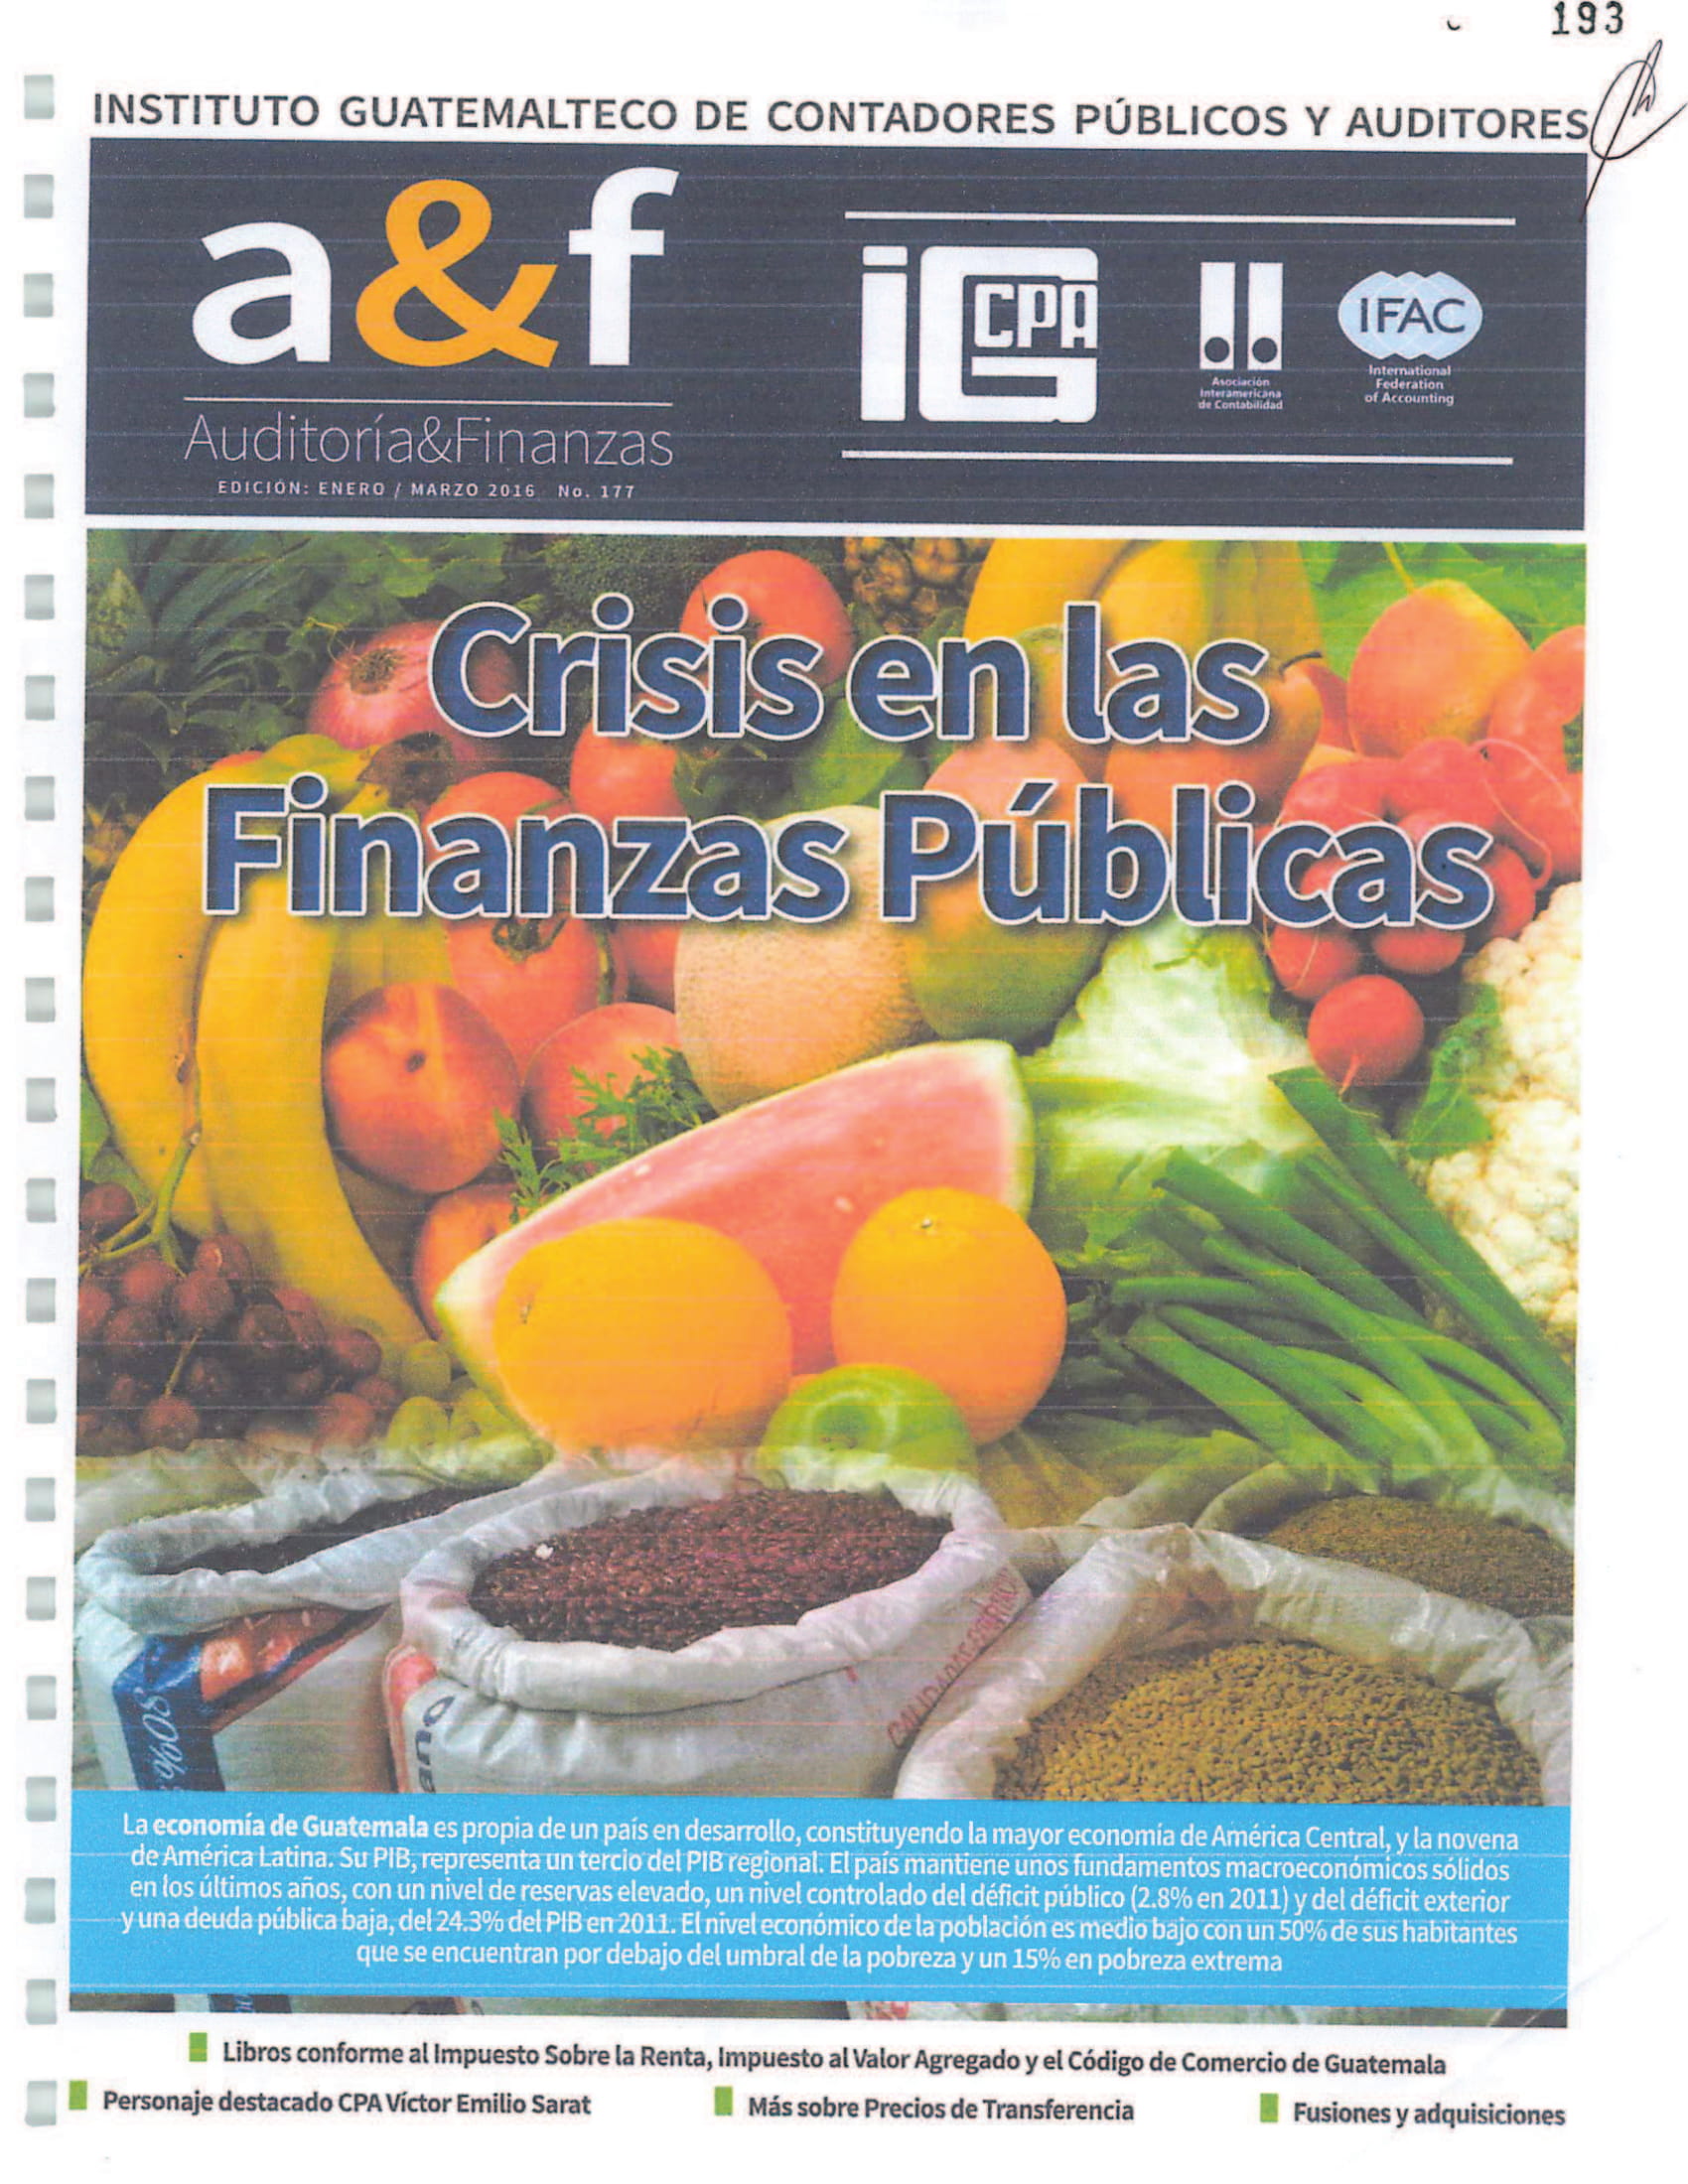 193
INSTITUTO GUATEMALTECO DE CONTADORES PÚBLICOS Y AUDITORES
a&f
Auditoría&Finanzas
EDICIÓN: ENERO / MARZO 2016 No. 177
iG CPA
Asociación
Interamericana
de Contabilidad
IFAC
International
Federation
of Accounting
Crisis en las
Finanzas Públicas
La economía de Guatemala es propia de un país en desarrollo, constituyendo la mayor economía de América Central, y la novena
de América Latina. Su PIB, representa un tercio del PIB regional. El país mantiene unos fundamentos macroeconómicos sólidos
en los últimos años, con un nivel de reservas elevado, un nivel controlado del déficit público (2.8% en 2011) y del déficit exterior
y una deuda pública baja, del 24.3% del PIB en 2011. El nivel económico de la población es medio bajo con un 50% de sus habitantes
que se encuentran por debajo del umbral de la pobreza y un 15% en pobreza extrema
Libros conforme al Impuesto Sobre la Renta, Impuesto al Valor Agregado y el Código de Comercio de Guatemala
Personaje destacado CPA Víctor Emilio Sarat
Más sobre Precios de Transferencia
Fusiones y adquisiciones